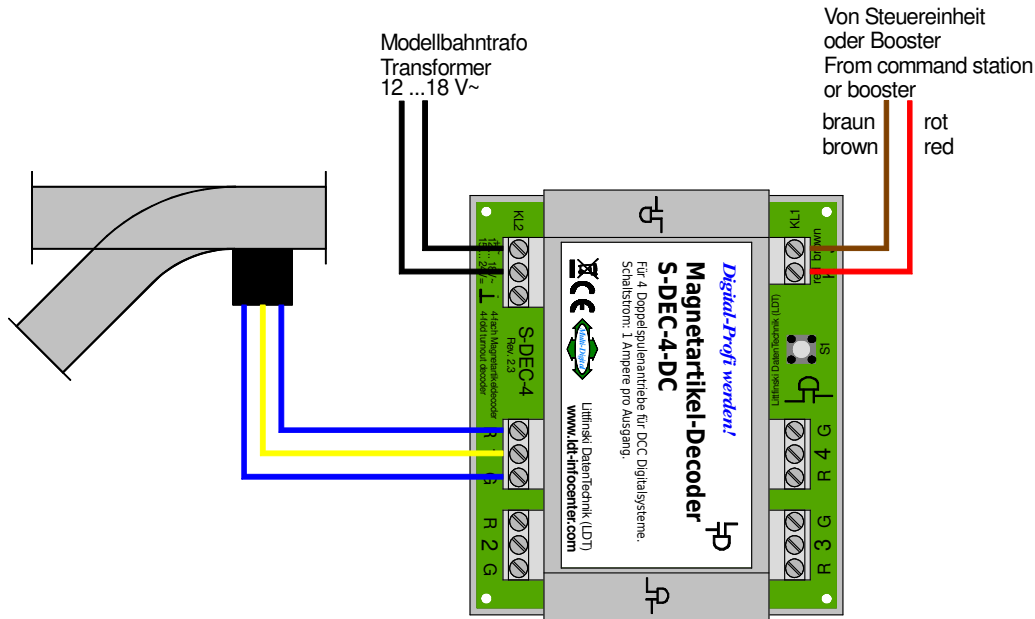 Modellbahntrafo
Transformer
12 ...18 V~
Von Steuereinheit
oder Booster
From command station
or booster
braun
brown
rot
red
KL2
4-fach Magnetartikeldecoder
4-fold turnout decoder
S-DEC-4
Rev. 2.3
R
G
R 2 G
Digital-Profi werden!
Magnetartikel-Decoder
S-DEC-4-DC
Für 4 Doppelspulenantriebe für DCC Digitalsysteme.
Schaltstrom: 1 Ampere pro Ausgang.
CE
Multi-Digital
Littfinski DatenTechnik (LDT)
www.ldt-infocenter.com
KL1
red brown
S1
Littfinski DatenTechnik (LDT)
R 4 G
R 3 G